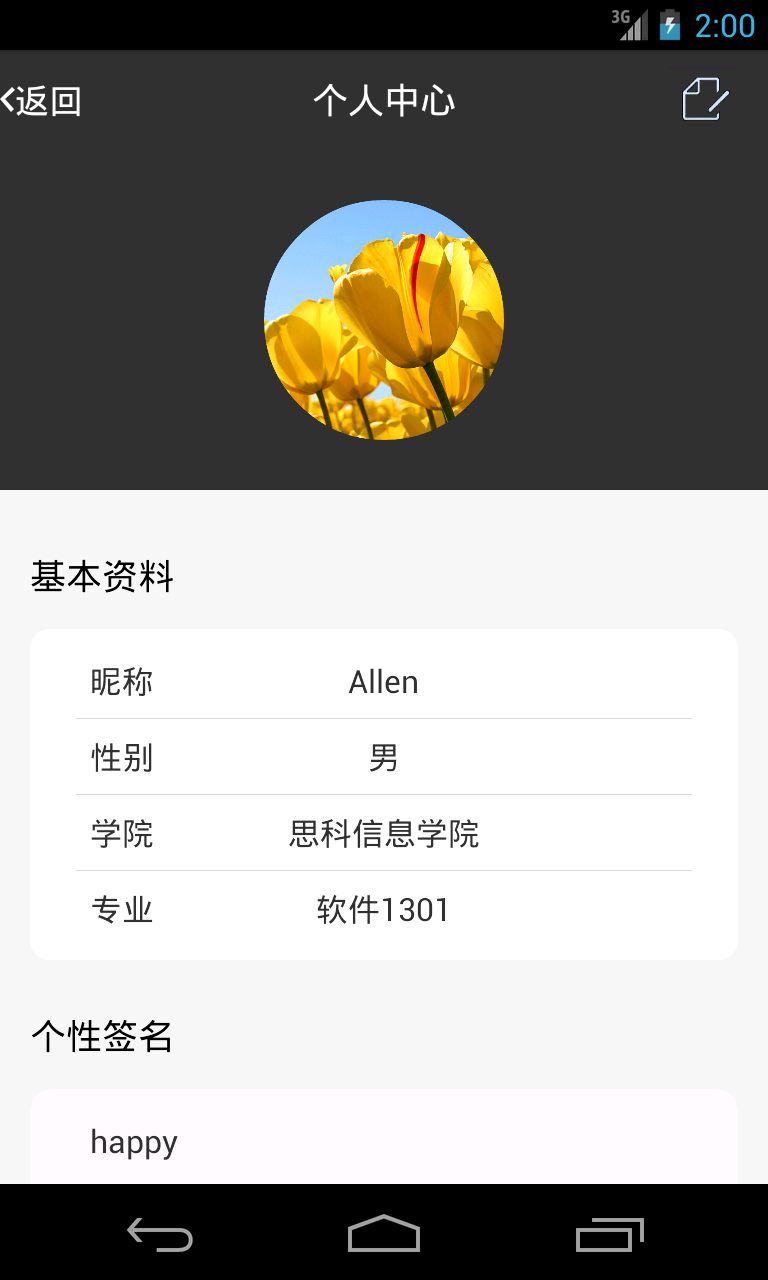 3G 2:00
返回 个人中心
基本资料
昵称 Allen
性别 男
学院 思科信息学院
专业 软件1301
个性签名
happy